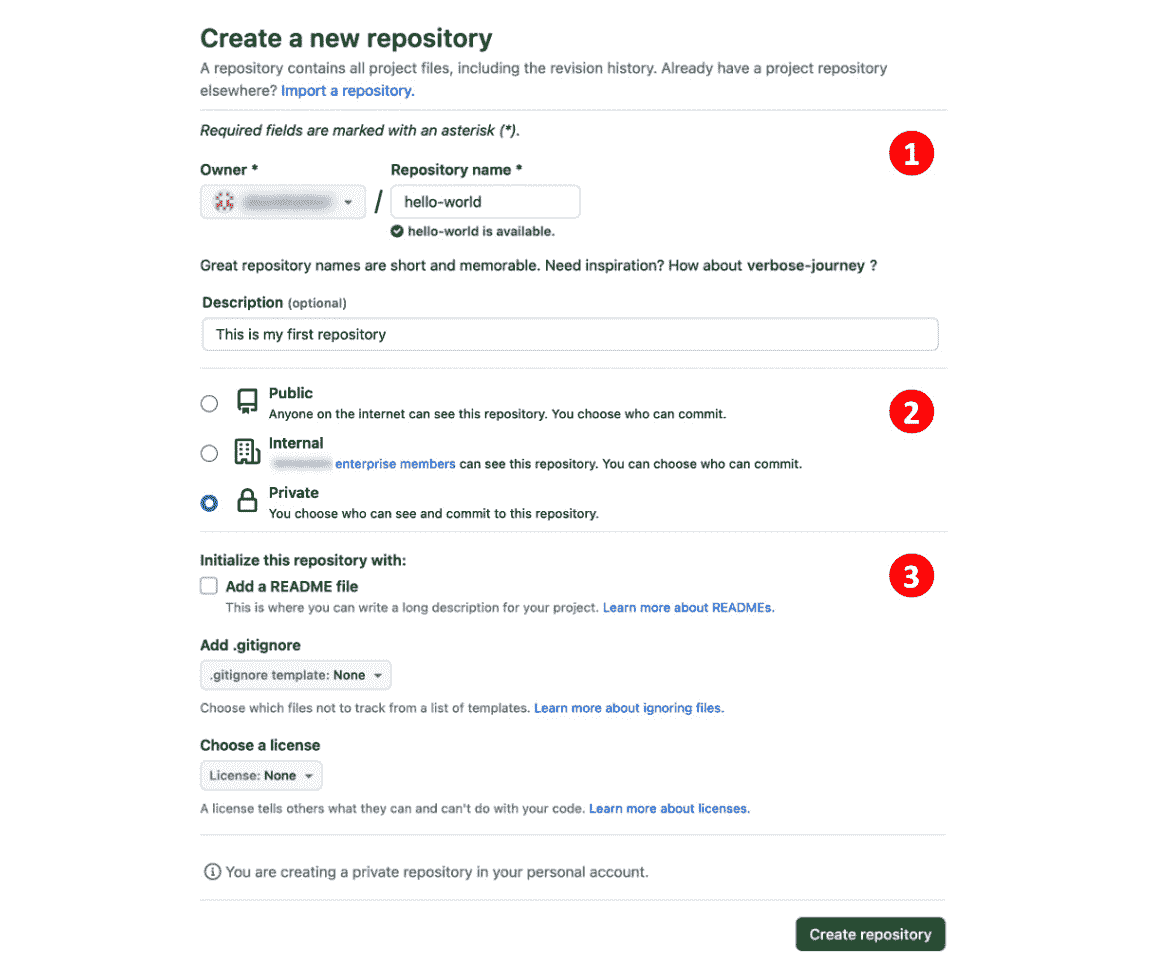 Create a new repository
A repository contains all project files, including the revision history. Already have a project repository
elsewhere? Import a repository.
Required fields are marked with an asterisk (*).
1
Owner *
Repository name *
/
hello-world
hello-world is available.
Great repository names are short and memorable. Need inspiration? How about verbose-journey ?
Description (optional)
This is my first repository
Public
Anyone on the internet can see this repository. You choose who can commit.
2
Internal
enterprise members can see this repository. You can choose who can commit.
Private
You choose who can see and commit to this repository.
Initialize this repository with:
3
Add a README file
This is where you can write a long description for your project. Learn more about READMEs.
Add .gitignore
.gitignore template: None
Choose which files not to track from a list of templates. Learn more about ignoring files.
Choose a license
License: None
A license tells others what they can and can't do with your code. Learn more about licenses.
You are creating a private repository in your personal account.
Create repository